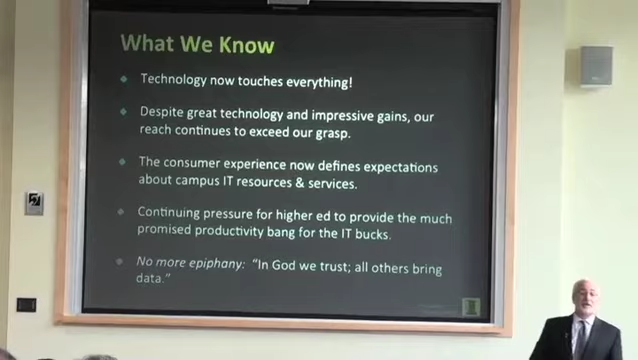 What We Know
Technology now touches everything!
Despite great technology and impressive gains, our
reach continues to exceed our grasp.
The consumer experience now defines expectations
about campus IT resources & services.
Continuing pressure for higher ed to provide the much
promised productivity bang for the IT bucks.
No more epiphany: “In God we trust; all others bring
data.”